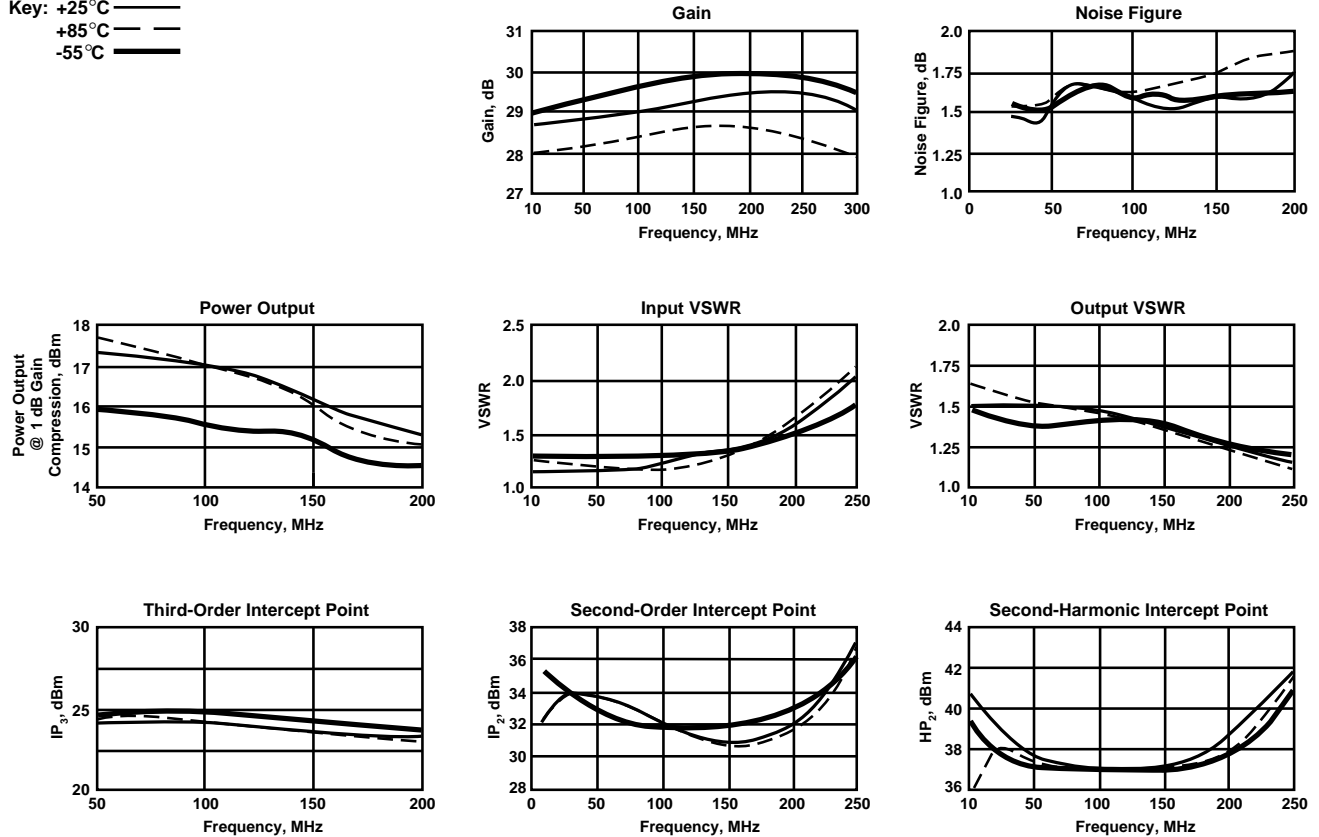 Key: +25°C
+85°C
-55°C
Gain
Gain, dB
31
30
29
28
27
10 50 100 150 200 250 300
Frequency, MHz
Noise Figure
Noise Figure, dB
2.0
1.75
1.5
1.25
1.0
0 50 100 150 200
Frequency, MHz
Power Output
Power Output
@ 1 dB Gain
Compression, dBm
18
17
16
15
14
50 100 150 200
Frequency, MHz
Input VSWR
VSWR
2.5
2.0
1.5
1.0
10 50 100 150 200 250
Frequency, MHz
Output VSWR
VSWR
2.0
1.75
1.5
1.25
1.0
10 50 100 150 200 250
Frequency, MHz
Third-Order Intercept Point
IP3, dBm
30
25
20
50 100 150 200
Frequency, MHz
Second-Order Intercept Point
IP2, dBm
38
36
34
32
30
28
0 50 100 150 200 250
Frequency, MHz
Second-Harmonic Intercept Point
HP2, dBm
44
42
40
38
36
10 50 100 150 200 250
Frequency, MHz